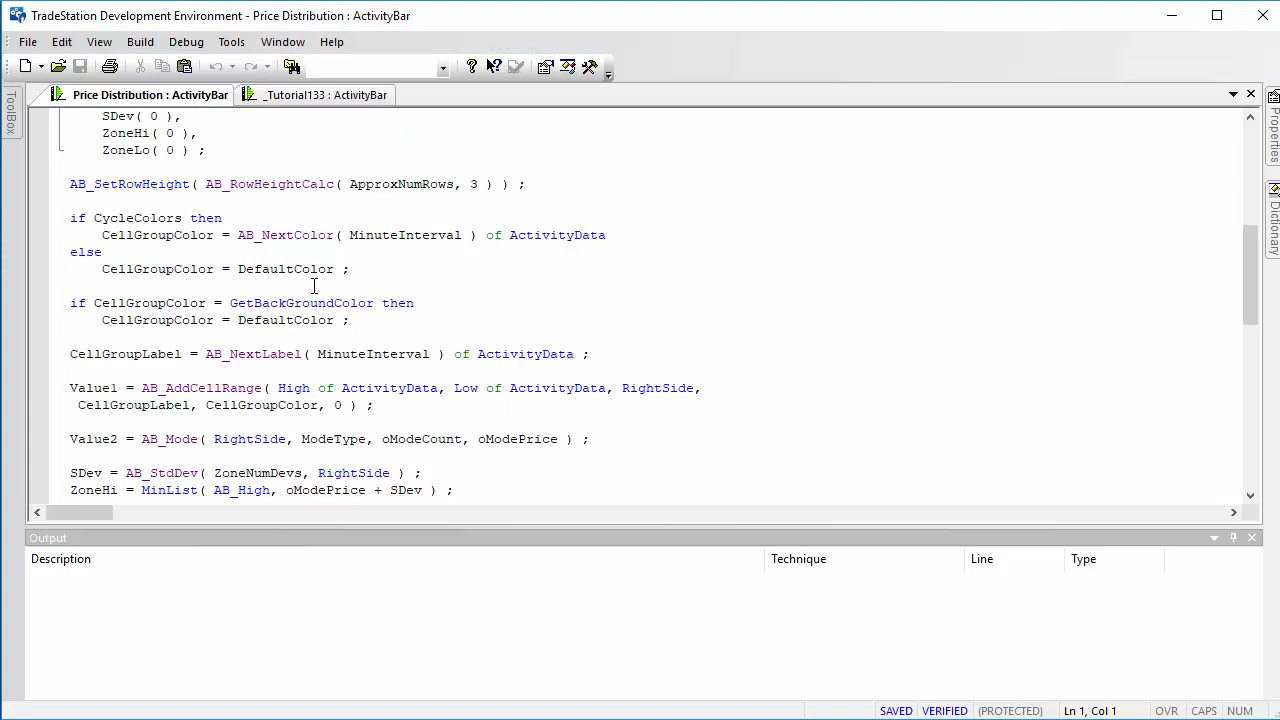 TradeStation Development Environment - Price Distribution : ActivityBar
File Edit View Build Debug Tools Window Help
Price Distribution : ActivityBar _Tutorial133 : ActivityBar
ToolBox
Properties
Dictionary
SDev( 0 ),
ZoneHi( 0 ),
ZoneLo( 0 ) ;
AB_SetRowHeight( AB_RowHeightCalc( ApproxNumRows, 3 ) ) ;
if CycleColors then
CellGroupColor = AB_NextColor( MinuteInterval ) of ActivityData
else
CellGroupColor = DefaultColor ;
if CellGroupColor = GetBackGroundColor then
CellGroupColor = DefaultColor ;
CellGroupLabel = AB_NextLabel( MinuteInterval ) of ActivityData ;
Value1 = AB_AddCellRange( High of ActivityData, Low of ActivityData, RightSide,
CellGroupLabel, CellGroupColor, 0 ) ;
Value2 = AB_Mode( RightSide, ModeType, oModeCount, oModePrice ) ;
SDev = AB_StdDev( ZoneNumDevs, RightSide ) ;
ZoneHi = MinList( AB_High, oModePrice + SDev ) ;
Output
Description Technique Line Type
SAVED VERIFIED (PROTECTED) Ln 1, Col 1 OVR CAPS NUM